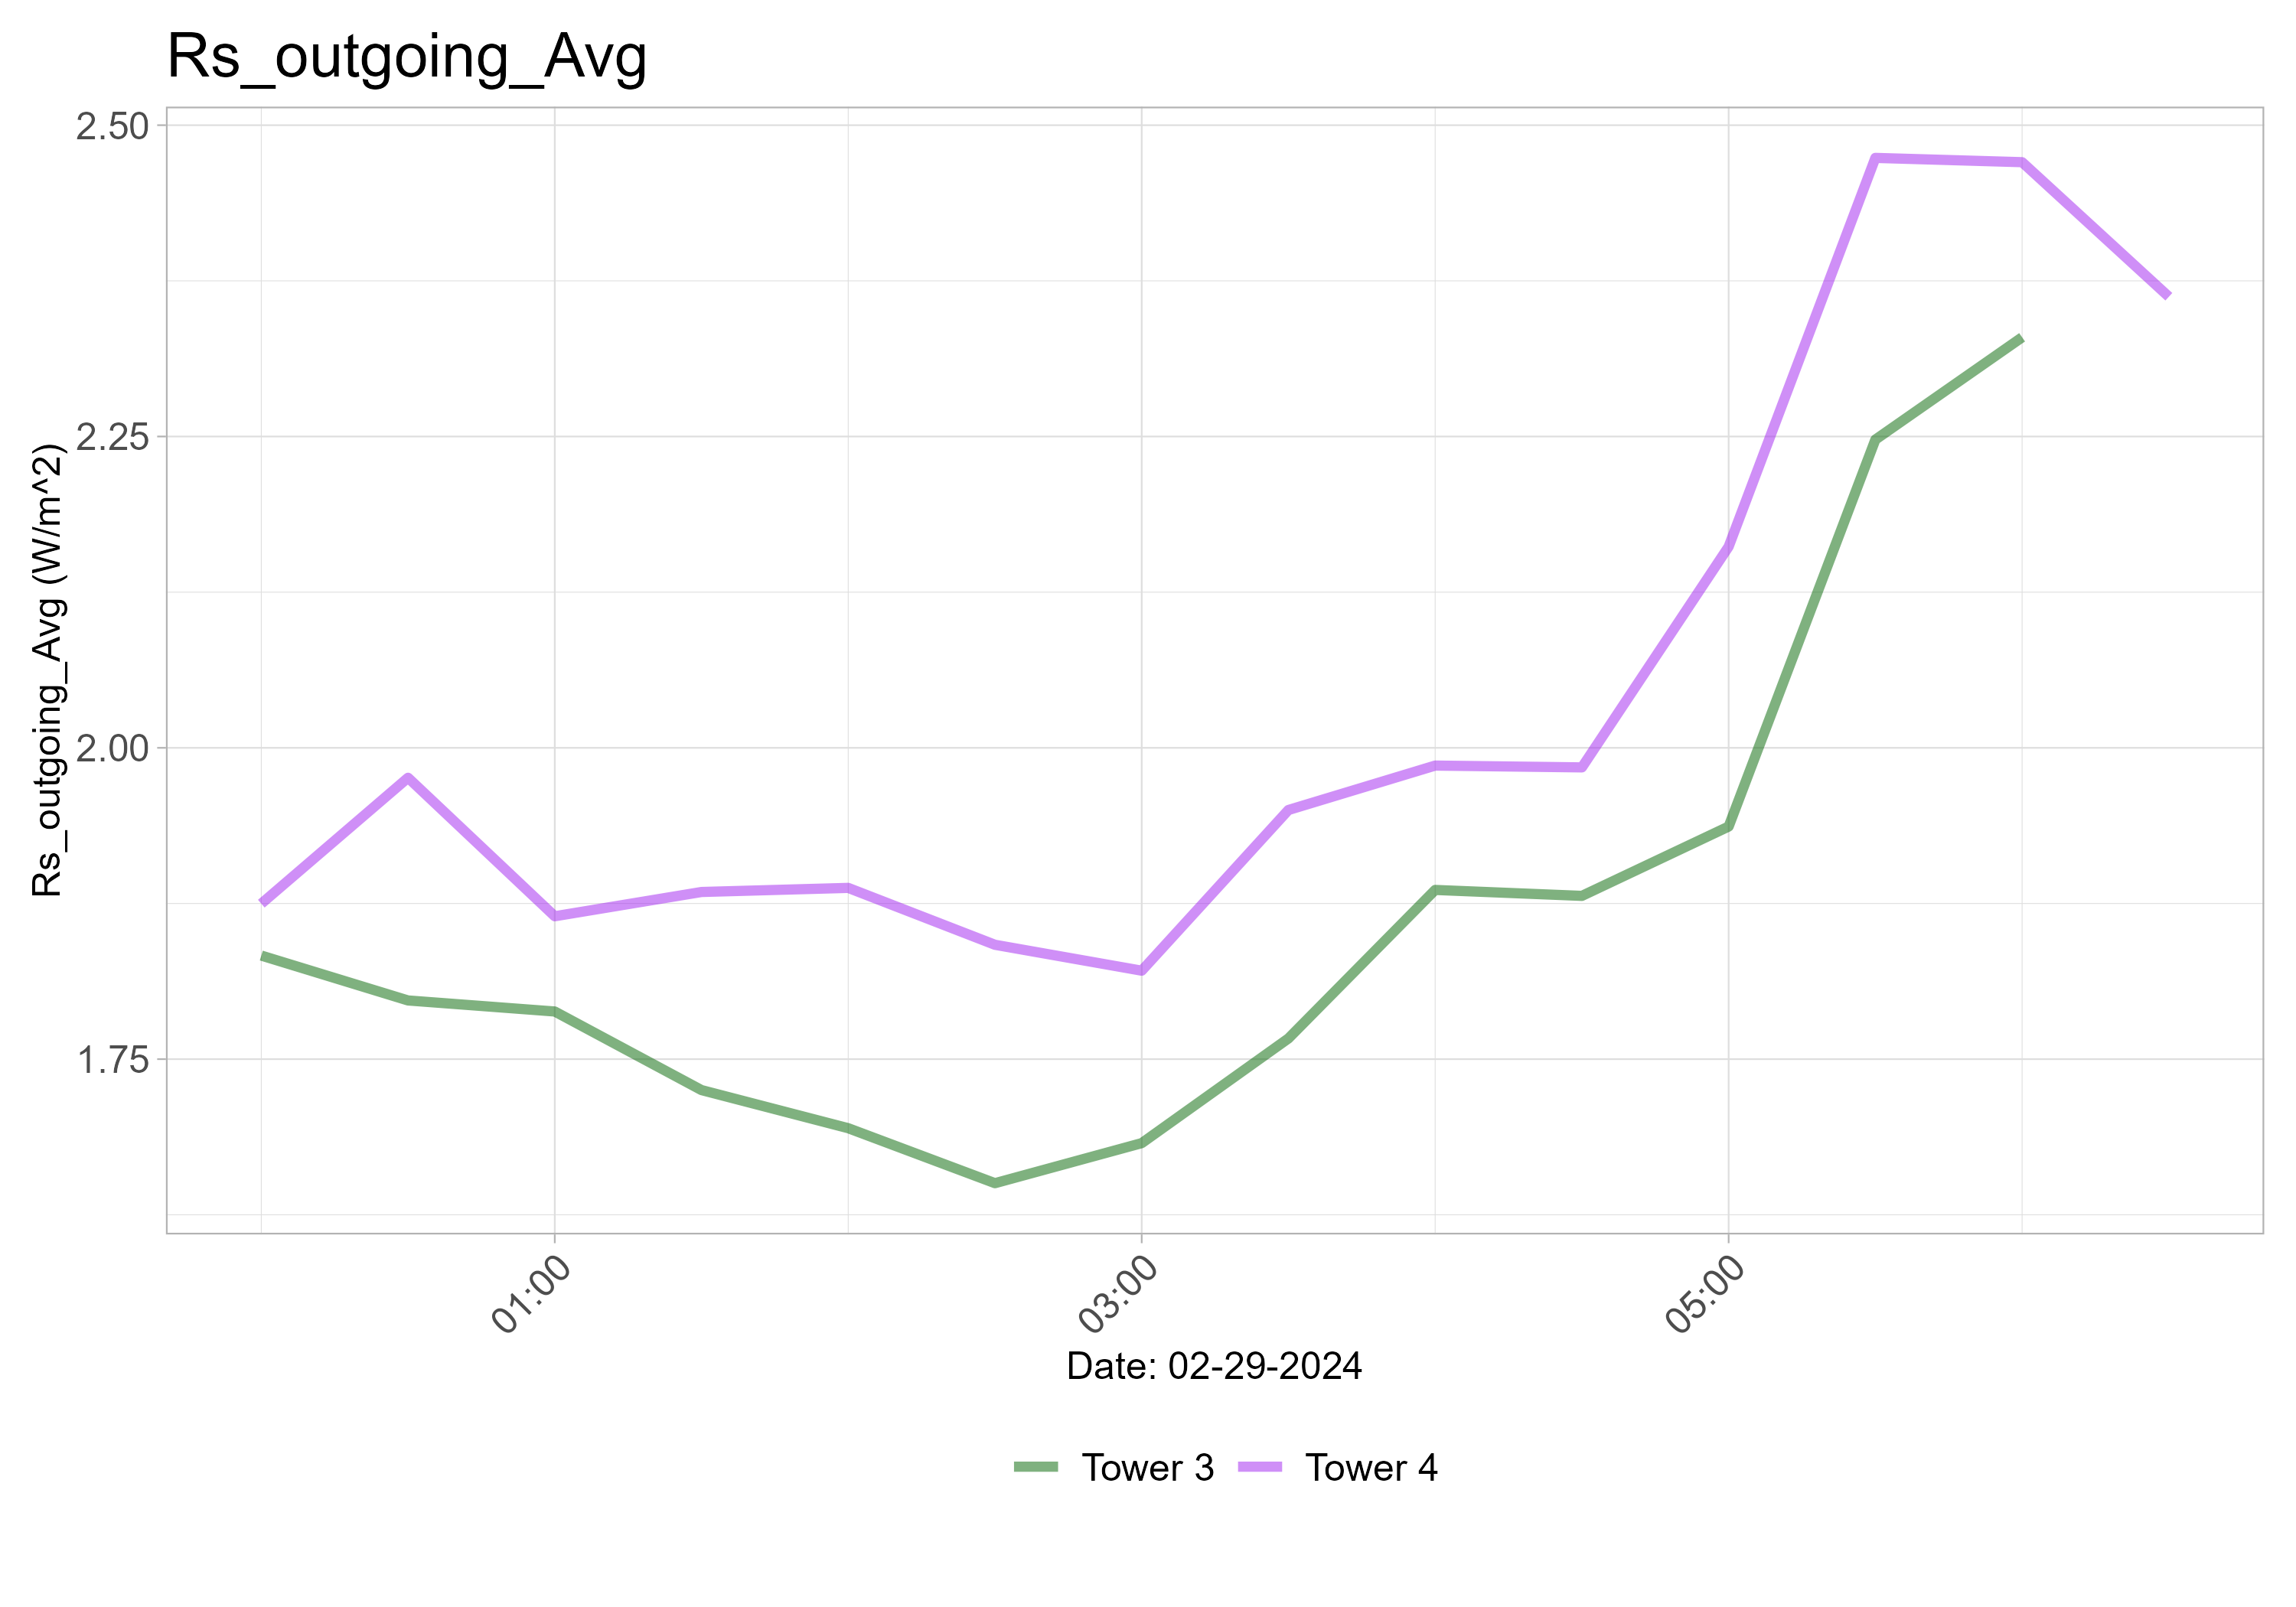 Rs_outgoing_Avg
Rs_outgoing_Avg (W/m^2)
2.50
2.25
2.00
1.75
01:00 03:00 05:00
Date: 02-29-2024
Tower 3 Tower 4